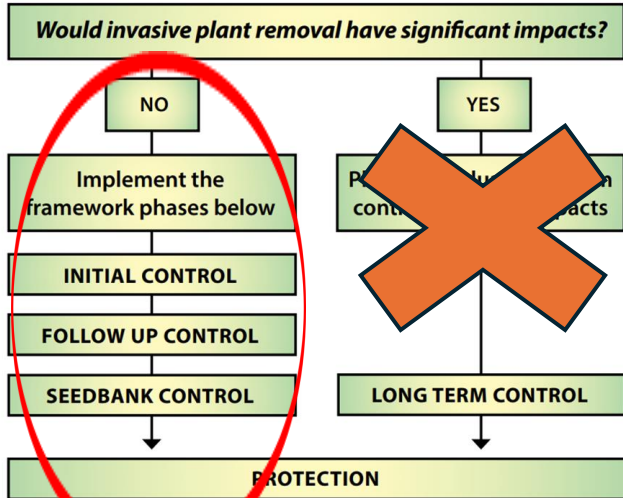 Would invasive plant removal have significant impacts?
NO
YES
Implement the
framework phases below
INITIAL CONTROL
FOLLOW UP CONTROL
SEEDBANK CONTROL
LONG TERM CONTROL
PROTECTION